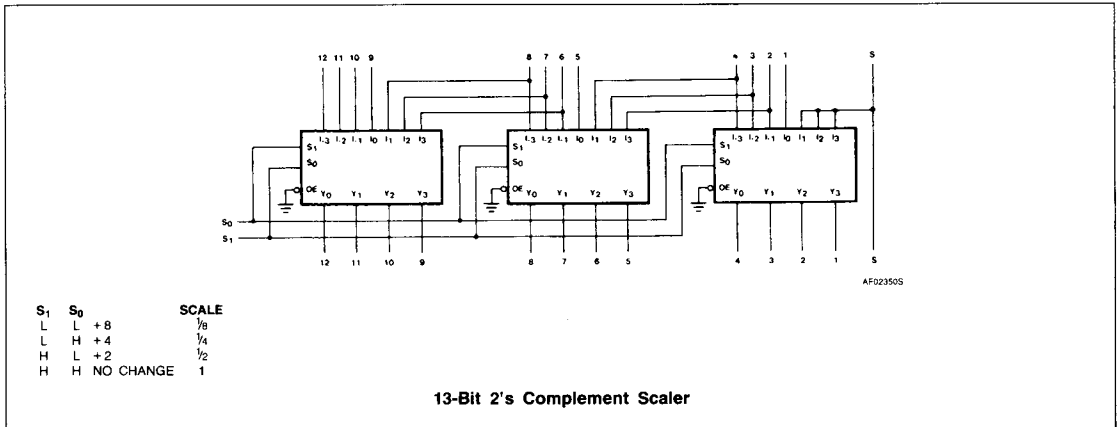 12 11 10 9 8 7 6 5 4 3 2 1 S
I-3 I-2 I-1 I0 I1 I2 I3 I-3 I-2 I-1 I0 I1 I2 I3 I-3 I-2 I-1 I0 I1 I2 I3
S1 S1 S1
S0 S0 S0
OE Y0 Y1 Y2 Y3 OE Y0 Y1 Y2 Y3 OE Y0 Y1 Y2 Y3
S0
S1
12 11 10 9 8 7 6 5 4 3 2 1 S
AF02350S
S1 S0 SCALE
L L +8 1/8
L H +4 1/4
H L +2 1/2
H H NO CHANGE 1
13-Bit 2's Complement Scaler